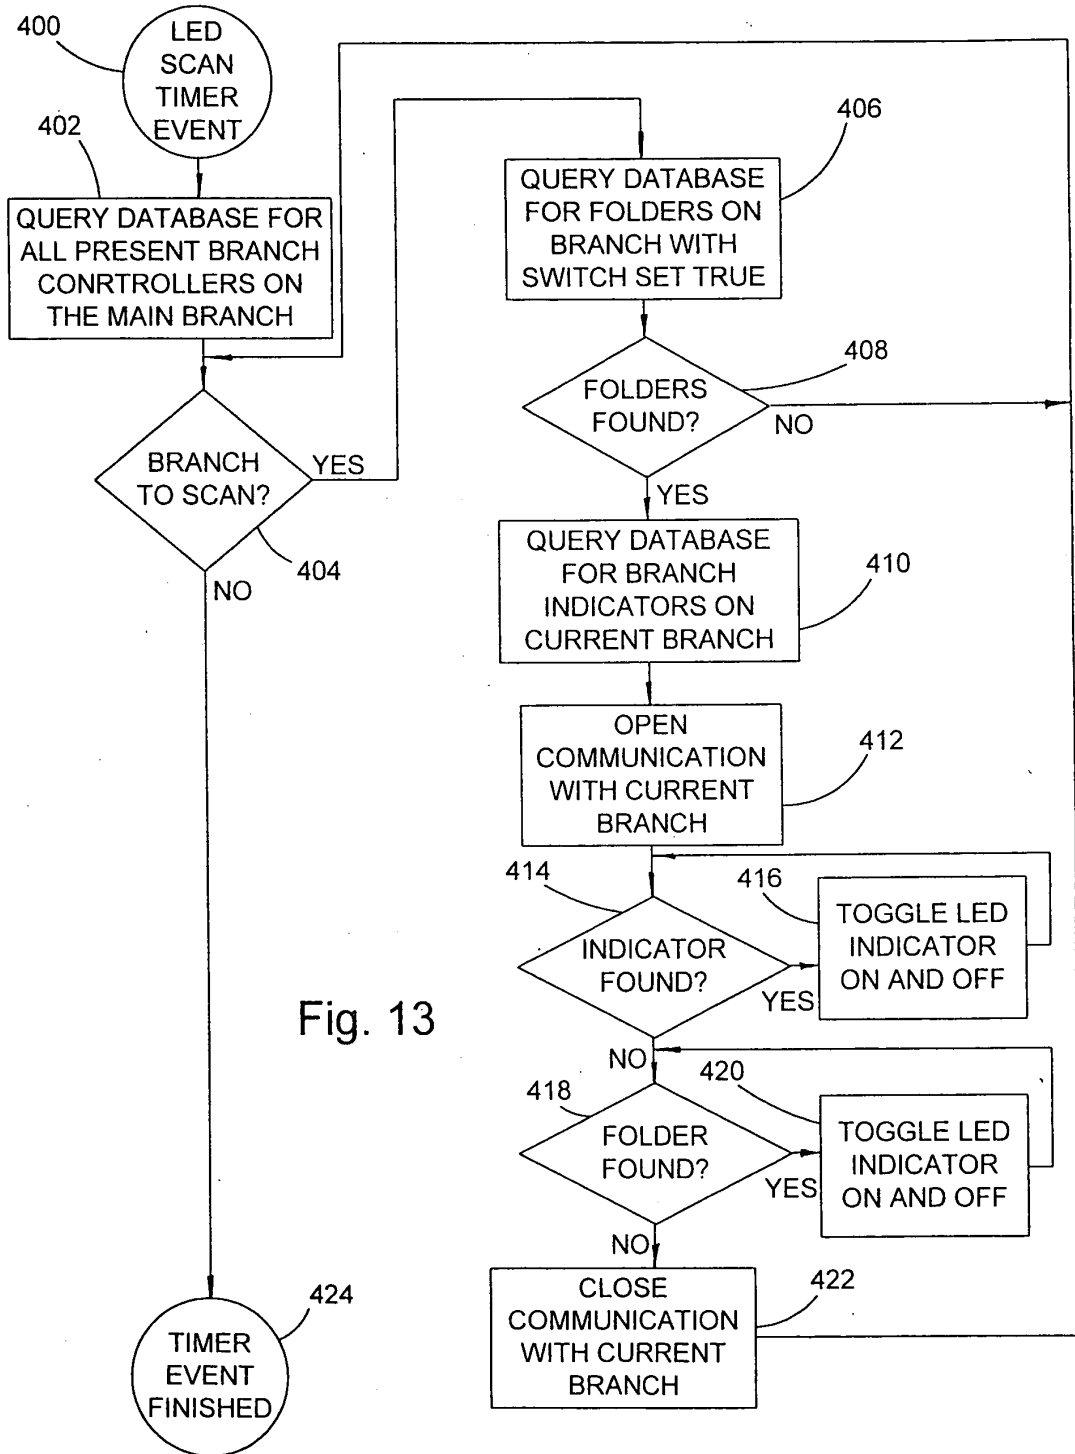 400
LED
SCAN
TIMER
EVENT
402
QUERY DATABASE FOR
ALL PRESENT BRANCH
CONRTROLLERS ON
THE MAIN BRANCH
BRANCH
TO SCAN?
YES
404
NO
406
QUERY DATABASE
FOR FOLDERS ON
BRANCH WITH
SWITCH SET TRUE
408
FOLDERS
FOUND?
NO
YES
QUERY DATABASE
FOR BRANCH
INDICATORS ON
CURRENT BRANCH
410
OPEN
COMMUNICATION
WITH CURRENT
BRANCH
412
414
INDICATOR
FOUND?
YES
416
TOGGLE LED
INDICATOR
ON AND OFF
NO
Fig. 13
418
FOLDER
FOUND?
YES
420
TOGGLE LED
INDICATOR
ON AND OFF
NO
CLOSE
COMMUNICATION
WITH CURRENT
BRANCH
422
424
TIMER
EVENT
FINISHED